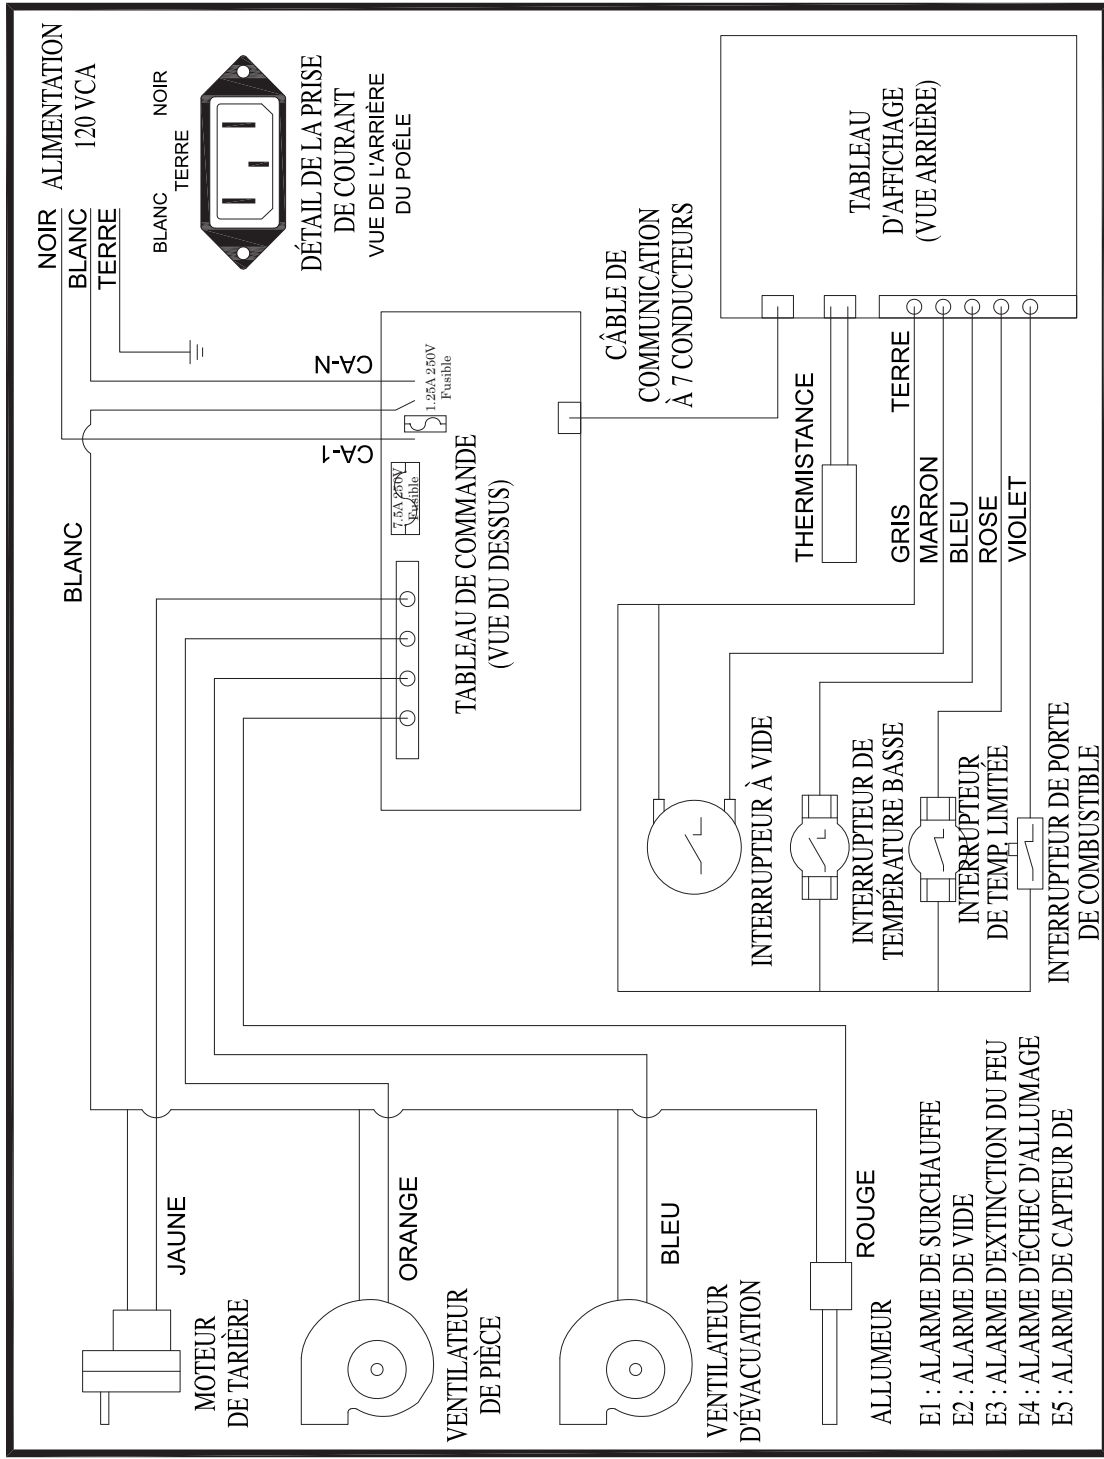 ALIMENTATION
120 VCA
NOIR
BLANC
TERRE
NOIR
TERRE
BLANC
DÉTAIL DE LA PRISE
DE COURANT
VUE DE L'ARRIÈRE
DU POÊLE
BLANC
CA-N
CA-1
1.25A 250V
Fusible
7.5A 250V
Fusible
TABLEAU DE COMMANDE
(VUE DU DESSUS)
CÂBLE DE
COMMUNICATION
À 7 CONDUCTEURS
TABLEAU
D'AFFICHAGE
(VUE ARRIÈRE)
THERMISTANCE
TERRE
GRIS
MARRON
BLEU
ROSE
VIOLET
INTERRUPTEUR À VIDE
INTERRUPTEUR DE
TEMPÉRATURE BASSE
INTERRUPTEUR
DE TEMP. LIMITÉE
INTERRUPTEUR DE PORTE
DE COMBUSTIBLE
JAUNE
MOTEUR
DE TARIÈRE
ORANGE
VENTILATEUR
DE PIÈCE
BLEU
VENTILATEUR
D'ÉVACUATION
ROUGE
ALLUMEUR
E1 : ALARME DE SURCHAUFFE
E2 : ALARME DE VIDE
E3 : ALARME D'EXTINCTION DU FEU
E4 : ALARME D'ÉCHEC D'ALLUMAGE
E5 : ALARME DE CAPTEUR DE